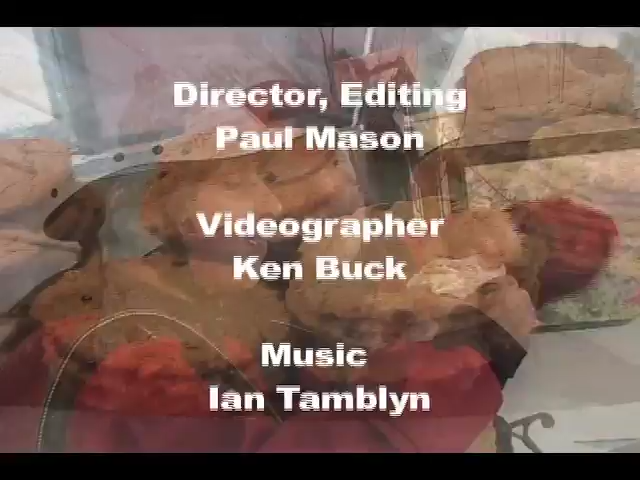 Director, Editing
Paul Mason
Videographer
Ken Buck
Music
Ian Tamblyn